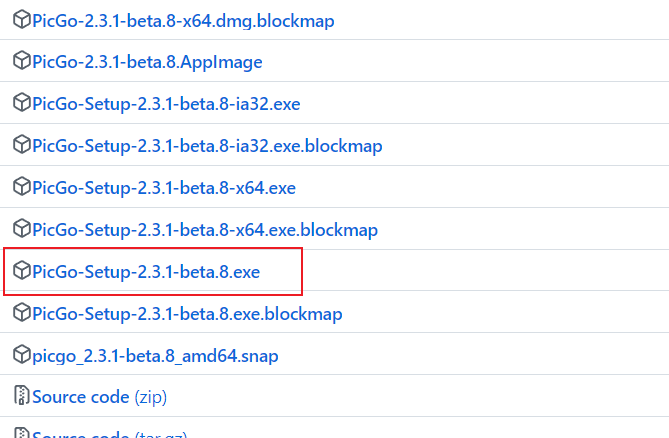 PicGo-2.3.1-beta.8-x64.dmg.blockmap
PicGo-2.3.1-beta.8.AppImage
PicGo-Setup-2.3.1-beta.8-ia32.exe
PicGo-Setup-2.3.1-beta.8-ia32.exe.blockmap
PicGo-Setup-2.3.1-beta.8-x64.exe
PicGo-Setup-2.3.1-beta.8-x64.exe.blockmap
PicGo-Setup-2.3.1-beta.8.exe
PicGo-Setup-2.3.1-beta.8.exe.blockmap
picgo_2.3.1-beta.8_amd64.snap
Source code (zip)
Source code (tar.gz)